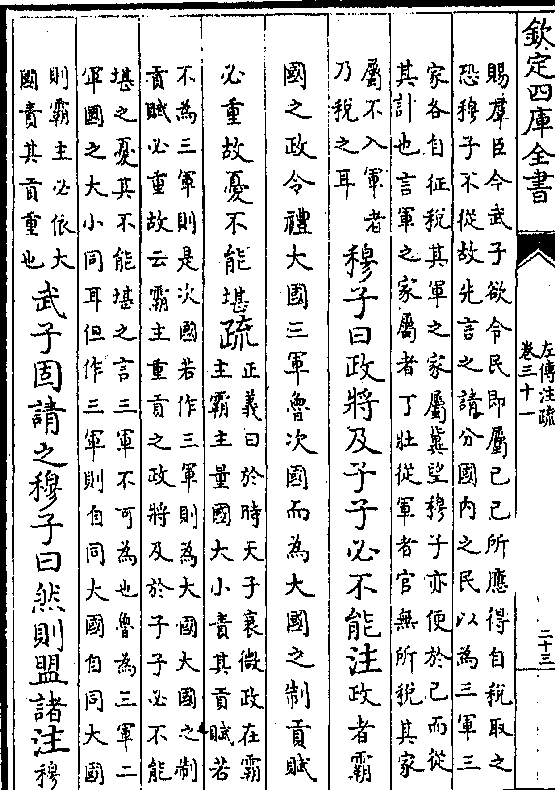 欽定四庫全書
左傳注疏
卷三十一
二十三
賜羣臣今武子欲令民即屬己己所應得自税取之
恐穆子不從故先言之請分國内之民以為三軍三
家各自征税其軍之家屬冀望穆子亦便於己而從
其計也言軍之家屬者丁壯從軍者官無所税其家
屬不入軍者
乃税之耳
穆子曰政將及子子必不能注政者霸
國之政令禮大國三軍魯次國而為大國之制貢賦
必重故憂不能堪疏
正義曰於時天子衰微政在霸
主霸主量國大小責其貢賦若
不為三軍則是次國若作三軍則為大國大國之制
貢賦必重故云霸主重貢之政將及於子子必不能
堪之憂其不能堪之言三軍不可為也魯為三軍二
軍國之大小同耳但作三軍則自同大國自同大國
則霸主必依大
國責其貢重也
武子固請之穆子曰然則盟諸注穆